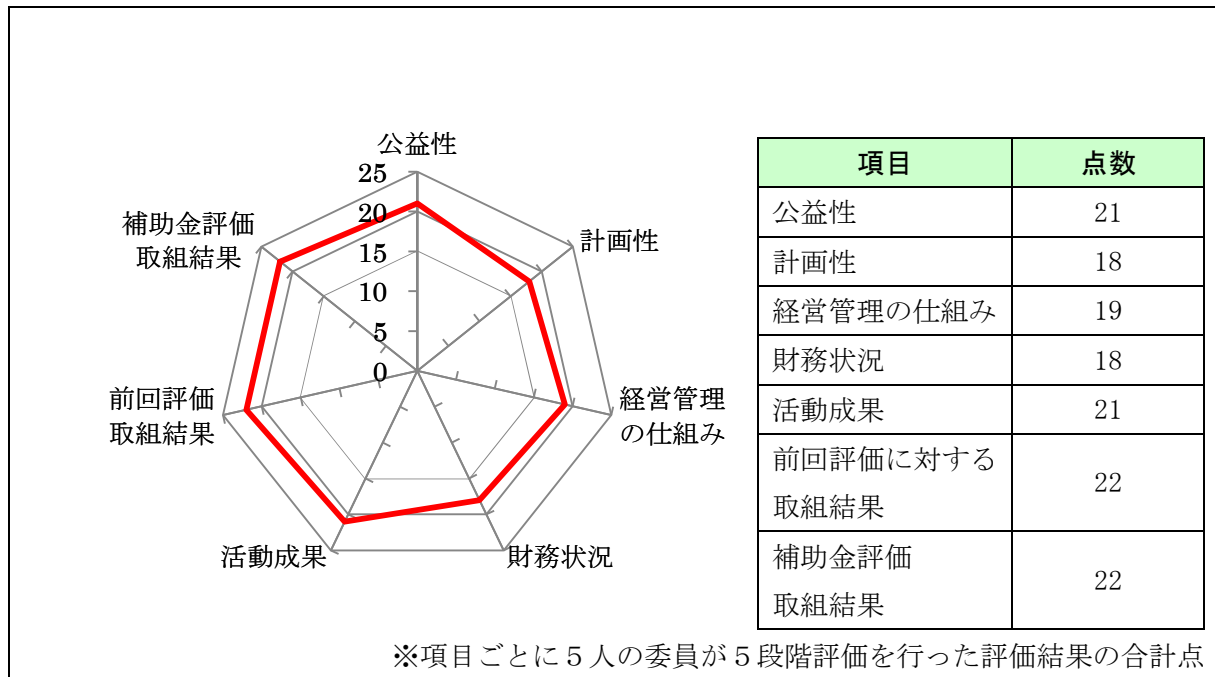 公益性
25
20
15
10
5
0
計画性
経営管理
の仕組み
財務状況
活動成果
前回評価
取組結果
補助金評価
取組結果
項目 点数
公益性 21
計画性 18
経営管理の仕組み 19
財務状況 18
活動成果 21
前回評価に対する
取組結果 22
補助金評価
取組結果 22
※項目ごとに５人の委員が５段階評価を行った評価結果の合計点